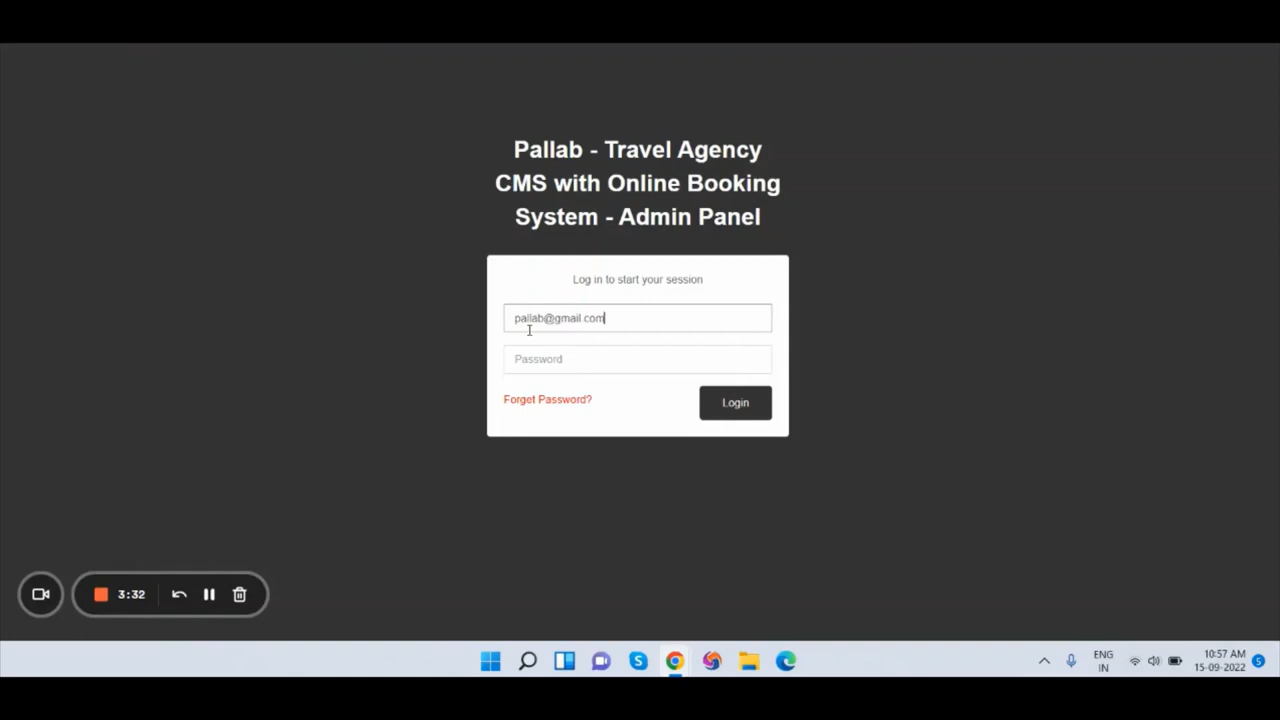 Pallab - Travel Agency
CMS with Online Booking
System - Admin Panel
Log in to start your session
pallab@gmail.com
Password
Forget Password?
Login
3:32
ENG
IN
10:57 AM
15-09-2022
5
S